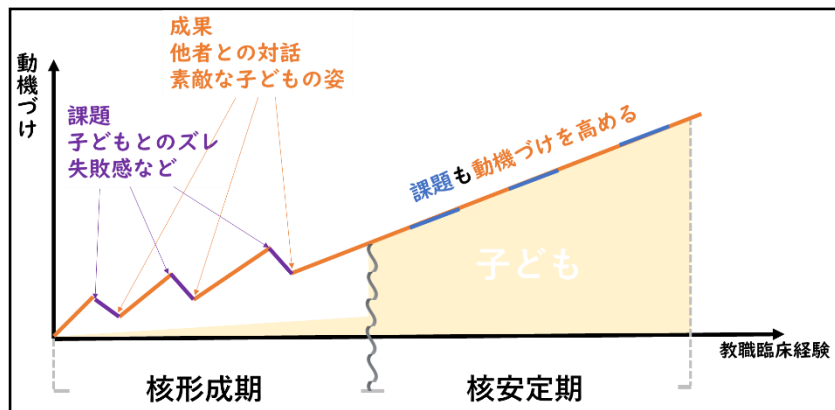 成果
他者との対話
素敵な子どもの姿
動機づけ
課題
子どもとのズレ
失敗感など
課題も動機づけを高める
子ども
教職臨床経験
核形成期
核安定期